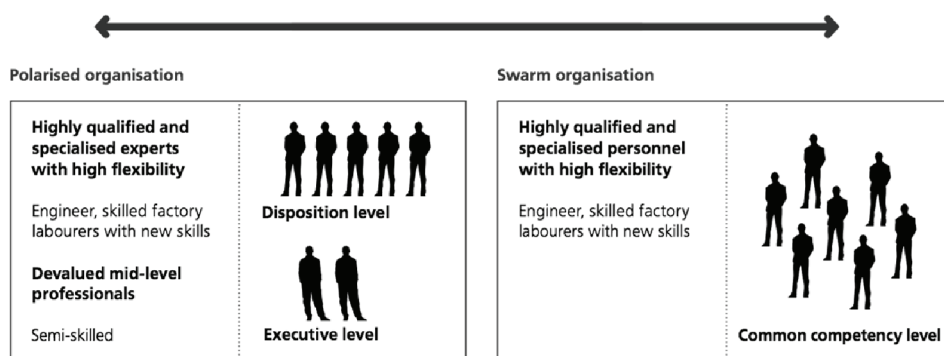 Polarised organisation
Highly qualified and
specialised experts
with high flexibility
Engineer, skilled factory
labourers with new skills
Disposition level
Devalued mid-level
professionals
Semi-skilled
Executive level
Swarm organisation
Highly qualified and
specialised personnel
with high flexibility
Engineer, skilled factory
labourers with new skills
Common competency level